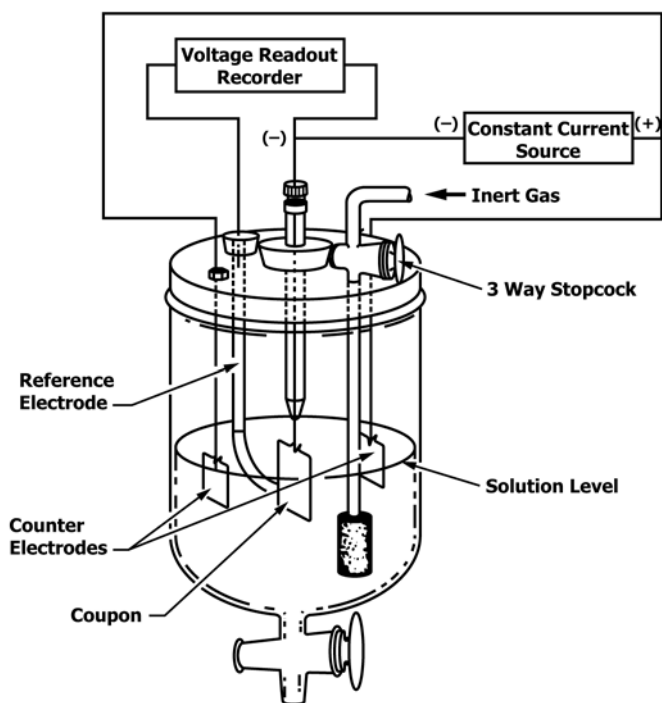 Voltage Readout
Recorder
(−)
(−)
Constant Current
Source
(+)
Inert Gas
3 Way Stopcock
Reference
Electrode
Solution Level
Counter
Electrodes
Coupon